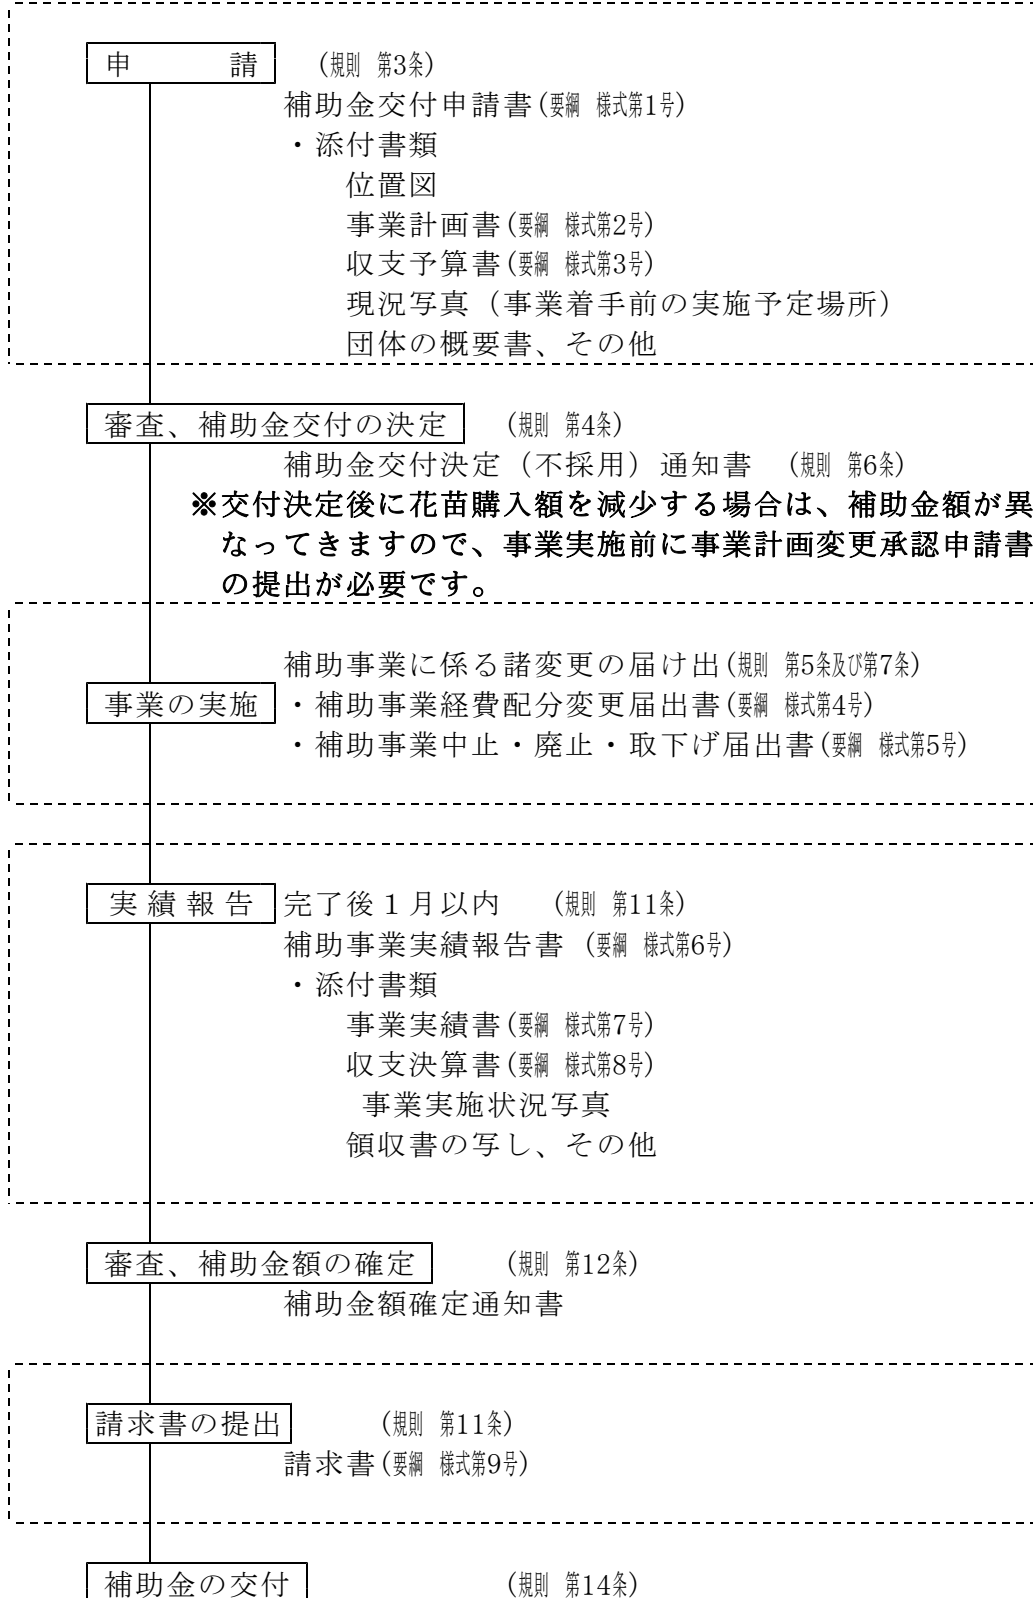 申　　　請　(規則 第3条)
補助金交付申請書(要綱 様式第1号)
・添付書類
位置図
事業計画書(要綱 様式第2号)
収支予算書(要綱 様式第3号)
現況写真（事業着手前の実施予定場所）
団体の概要書、その他
審査、補助金交付の決定　(規則 第4条)
補助金交付決定（不採用）通知書　(規則 第6条)
※交付決定後に花苗購入額を減少する場合は、補助金額が異
なってきますので、事業実施前に事業計画変更承認申請書
の提出が必要です。
補助事業に係る諸変更の届け出(規則 第5条及び第7条)
事業の実施　・補助事業経費配分変更届出書(要綱 様式第4号)
・補助事業中止・廃止・取下げ届出書(要綱 様式第5号)
実績報告　完了後１月以内　(規則 第11条)
補助事業実績報告書 (要綱 様式第6号)
・添付書類
事業実績書(要綱 様式第7号)
収支決算書(要綱 様式第8号)
事業実施状況写真
領収書の写し、その他
審査、補助金額の確定　(規則 第12条)
補助金額確定通知書
請求書の提出　(規則 第11条)
請求書(要綱 様式第9号)
補助金の交付　(規則 第14条)